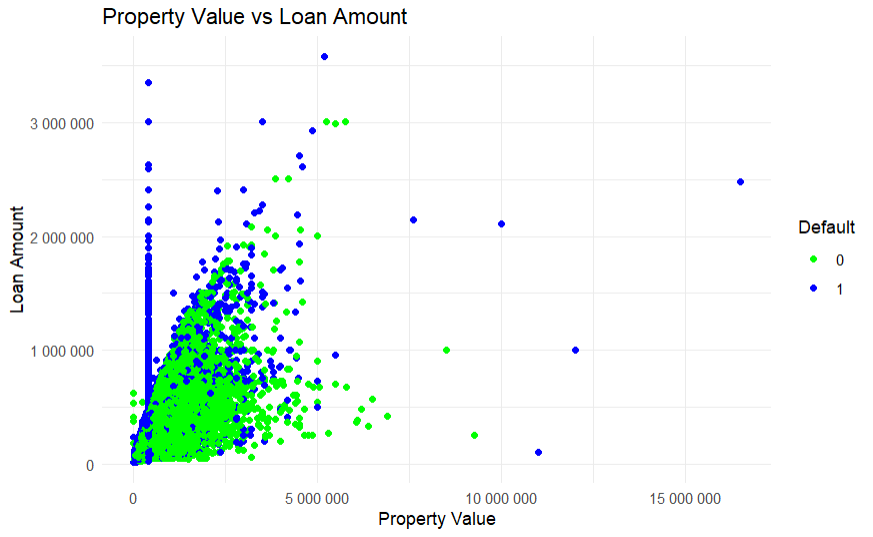 Property Value vs Loan Amount
Loan Amount
3 000 000
2 000 000
1 000 000
0
0
5 000 000
10 000 000
15 000 000
Property Value
Default
0
1